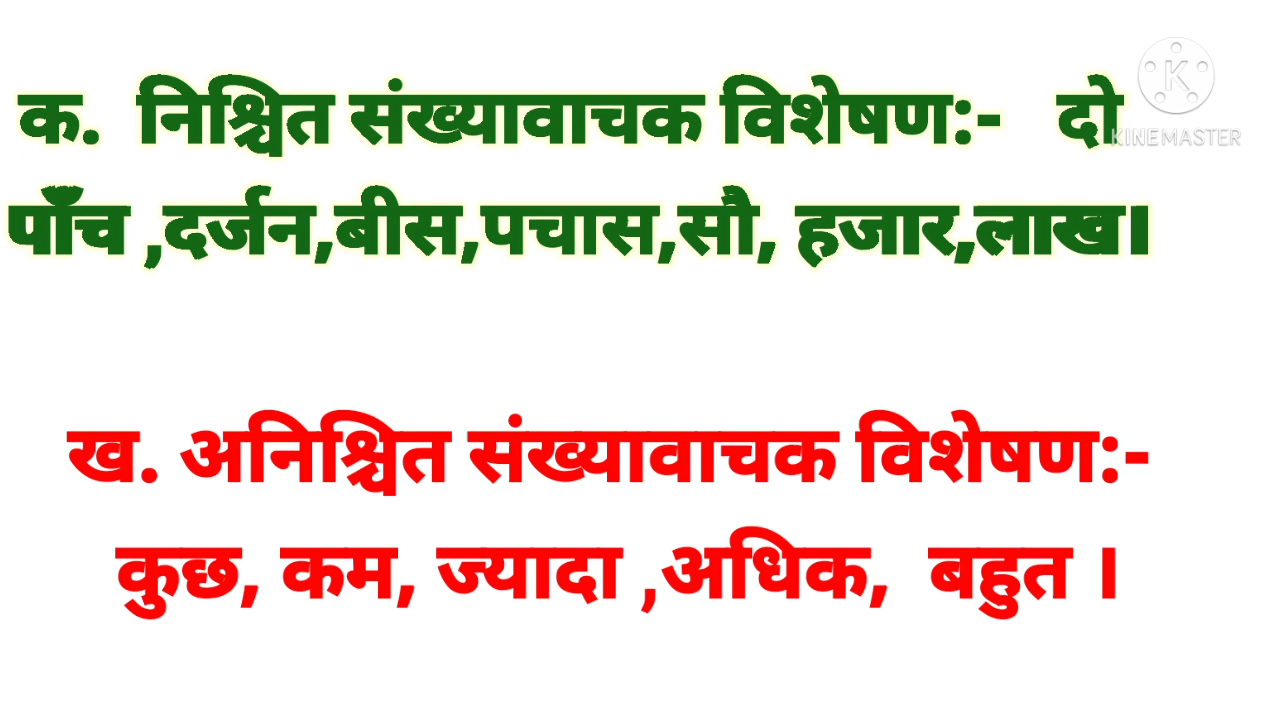 क. निश्चित संख्यावाचक विशेषण:- दो
पाँच ,दर्जन,बीस,पचास,सौ, हजार,लाख।
ख. अनिश्चित संख्यावाचक विशेषण:-
कुछ, कम, ज्यादा ,अधिक, बहुत ।
K
KINEMASTER